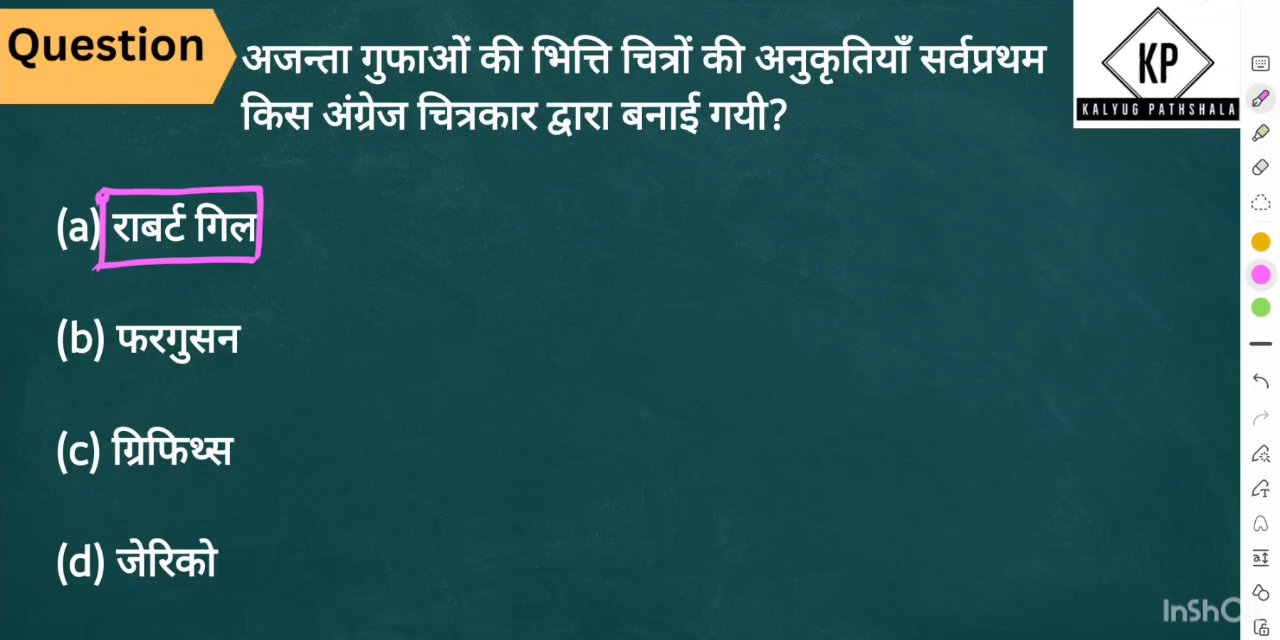 Question
अजन्ता गुफाओं की भित्ति चित्रों की अनुकृतियाँ सर्वप्रथम
किस अंग्रेज चित्रकार द्वारा बनाई गयी?
KP
KALYUG PATHSHALA
(a) राबर्ट गिल
(b) फरगुसन
(c) ग्रिफिथ्स
(d) जेरिको